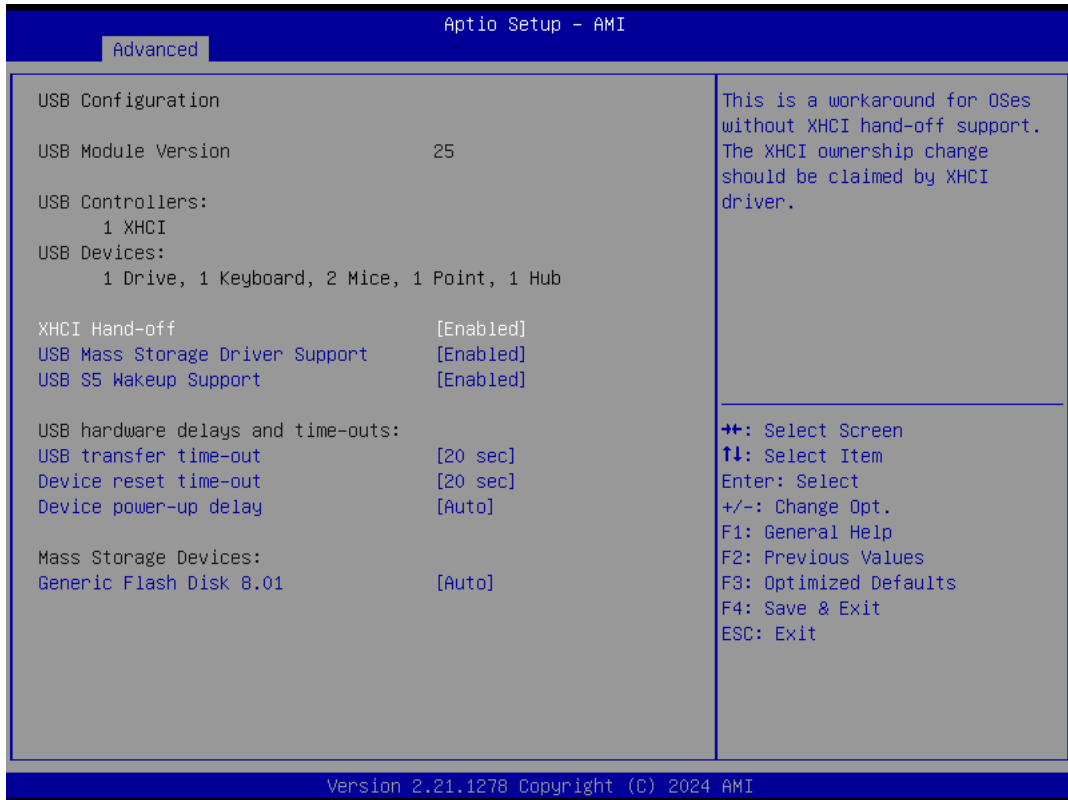 Aptio Setup - AMI
Advanced
USB Configuration
USB Module Version 25
USB Controllers:
1 XHCI
USB Devices:
1 Drive, 1 Keyboard, 2 Mice, 1 Point, 1 Hub
XHCI Hand-off [Enabled]
USB Mass Storage Driver Support [Enabled]
USB S5 Wakeup Support [Enabled]
USB hardware delays and time-outs:
USB transfer time-out [20 sec]
Device reset time-out [20 sec]
Device power-up delay [Auto]
Mass Storage Devices:
Generic Flash Disk 8.01 [Auto]
This is a workaround for OSes
without XHCI hand-off support.
The XHCI ownership change
should be claimed by XHCI
driver.
→←: Select Screen
↑↓: Select Item
Enter: Select
+/-: Change Opt.
F1: General Help
F2: Previous Values
F3: Optimized Defaults
F4: Save & Exit
ESC: Exit
Version 2.21.1278 Copyright (C) 2024 AMI